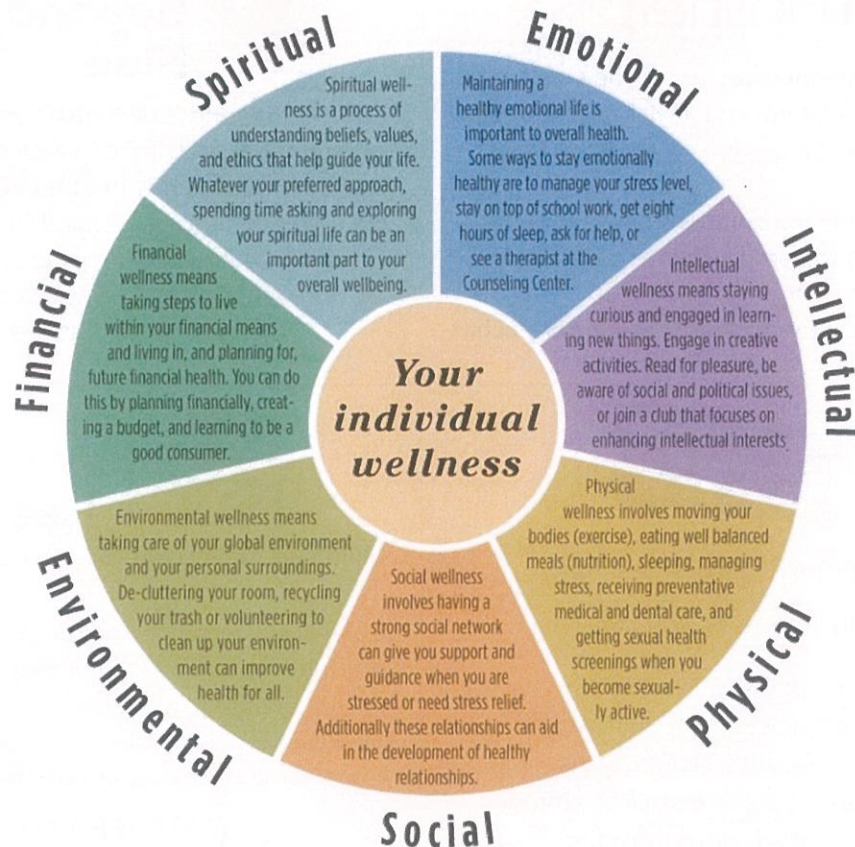 Spiritual
Spiritual well-
ness is a process of
understanding beliefs, values,
and ethics that help guide your life.
Whatever your preferred approach,
spending time asking and exploring
your spiritual life can be an
important part to your
overall wellbeing.
Emotional
Maintaining a
healthy emotional life is
important to overall health.
Some ways to stay emotionally
healthy are to manage your stress level,
stay on top of school work, get eight
hours of sleep, ask for help, or
see a therapist at the
Counseling Center.
Intellectual
Intellectual
wellness means staying
curious and engaged in learn-
ing new things. Engage in creative
activities. Read for pleasure, be
aware of social and political issues,
or join a club that focuses on
enhancing intellectual interests
Physical
Physical
wellness involves moving your
bodies (exercise), eating well balanced
meals (nutrition), sleeping, managing
stress, receiving preventative
medical and dental care, and
getting sexual health
screenings when you
become sexual-
ly active.
Social
Social wellness
involves having a
strong social network
can give you support and
guidance when you are
stressed or need stress relief.
Additionally these relationships can aid
in the development of healthy
relationships.
Environmental
Environmental wellness means
taking care of your global environment
and your personal surroundings.
De-cluttering your room, recycling
your trash or volunteering to
clean up your environ-
ment can improve
health for all.
Financial
Financial
wellness means
taking steps to live
within your financial means
and living in, and planning for,
future financial health. You can do
this by planning financially, creat-
ing a budget, and learning to be a
good consumer.
Your
individual
wellness